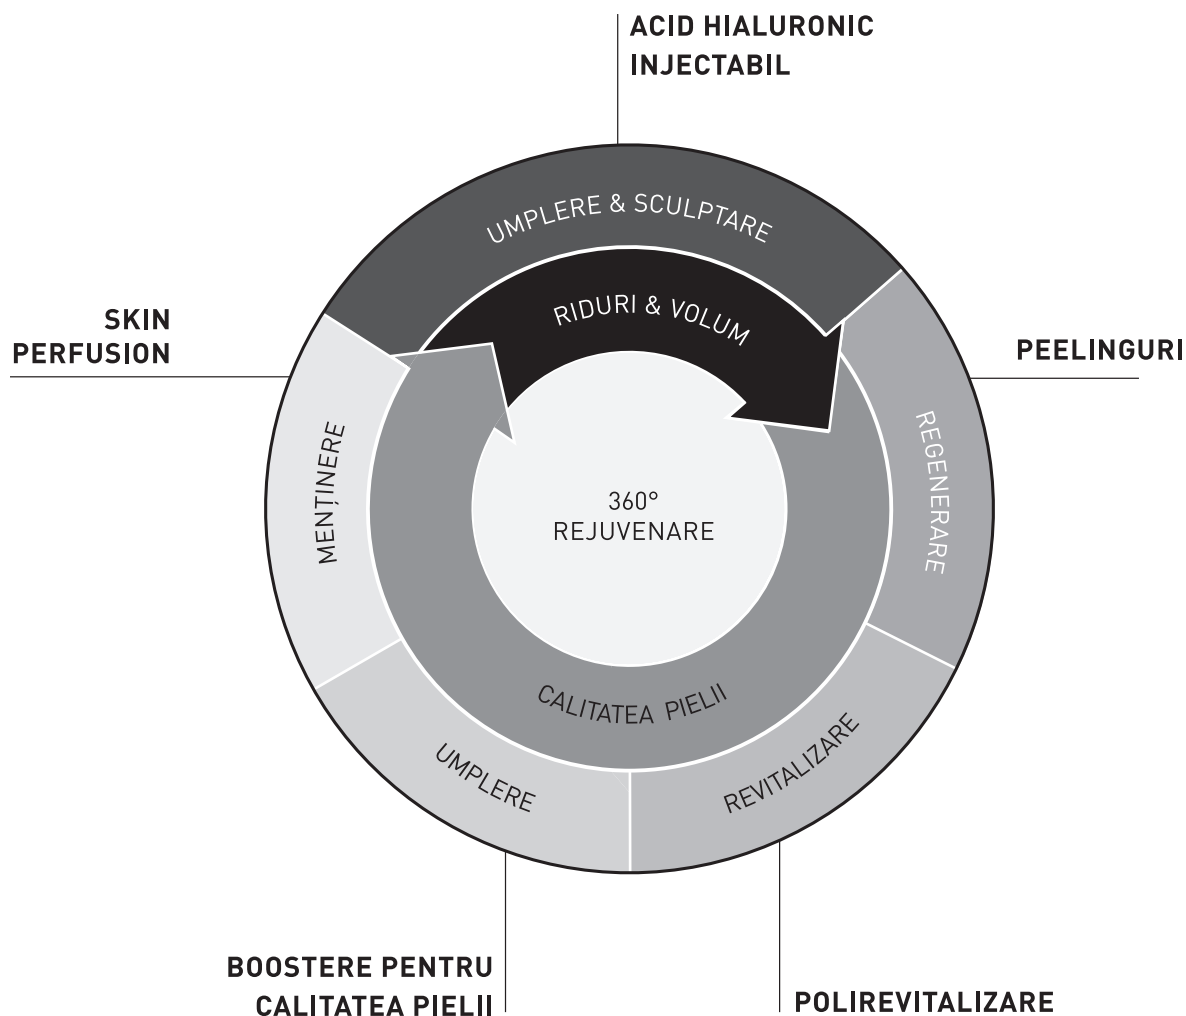 ACID HIALURONIC
INJECTABIL
UMPLERE & SCULPTARE
RIDURI & VOLUM
SKIN
PERFUSION
PEELINGURI
MENȚINERE
REGENERARE
360°
REJUVENARE
CALITATEA PIELII
UMPLERE
REVITALIZARE
BOOSTERE PENTRU
CALITATEA PIELII
POLIREVITALIZARE